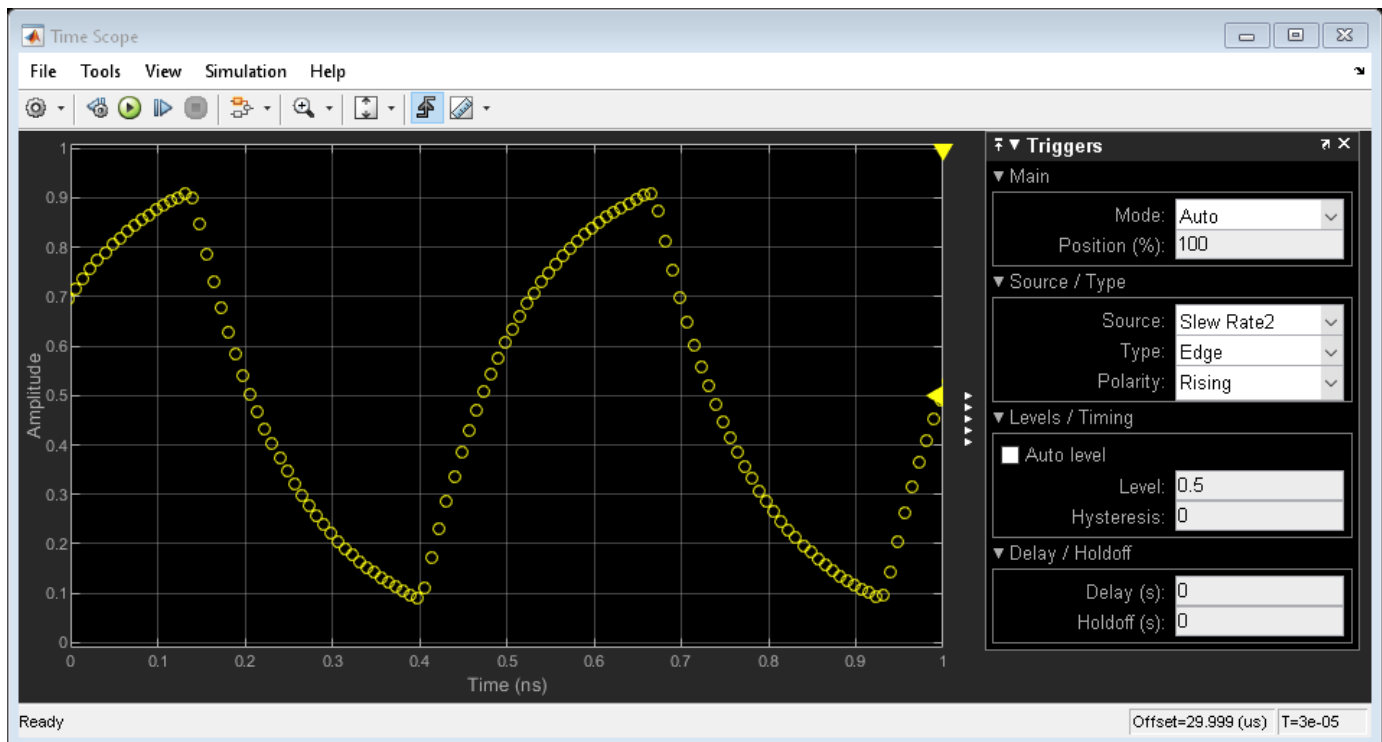 Time Scope
File Tools View Simulation Help
Triggers
Main
Mode: Auto
Position (%): 100
Source / Type
Source: Slew Rate2
Type: Edge
Polarity: Rising
Levels / Timing
Auto level
Level: 0.5
Hysteresis: 0
Delay / Holdoff
Delay (s): 0
Holdoff (s): 0
Amplitude
1
0.9
0.8
0.7
0.6
0.5
0.4
0.3
0.2
0.1
0
0 0.1 0.2 0.3 0.4 0.5 0.6 0.7 0.8 0.9 1
Time (ns)
Ready
Offset=29.999 (us) T=3e-05